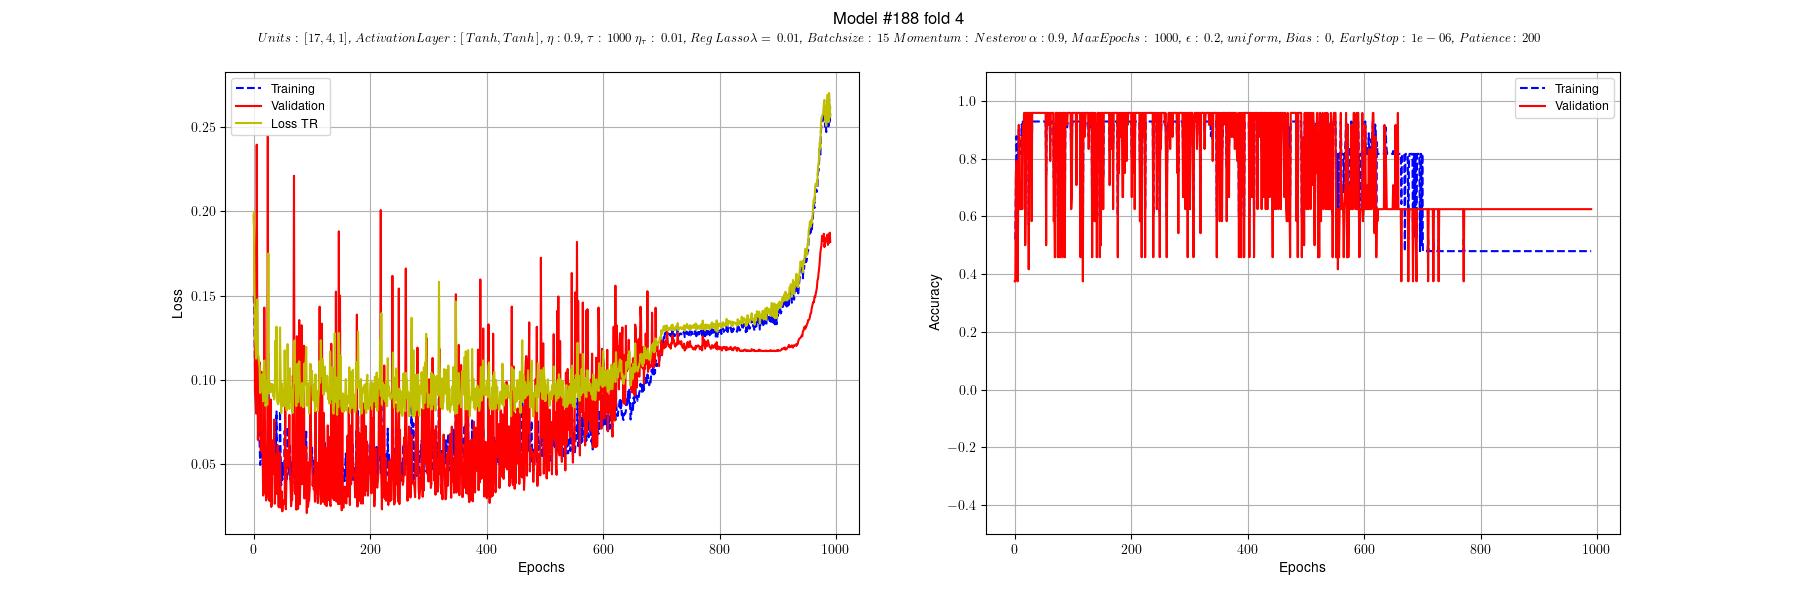 Model #188 fold 4
Units : [17, 4, 1], ActivationLayer : [Tanh, Tanh], η : 0.9, τ : 1000 ητ : 0.01, Reg Lassoλ = 0.01, Batchsize : 15 Momentum : Nesterov α : 0.9, MaxEpochs : 1000, ϵ : 0.2, uniform, Bias : 0, EarlyStop : 1e − 06, Patience : 200
Training
Validation
Loss TR
Loss
0.25
0.20
0.15
0.10
0.05
0 200 400 600 800 1000
Epochs
Training
Validation
Accuracy
1.0
0.8
0.6
0.4
0.2
0.0
−0.2
−0.4
0 200 400 600 800 1000
Epochs